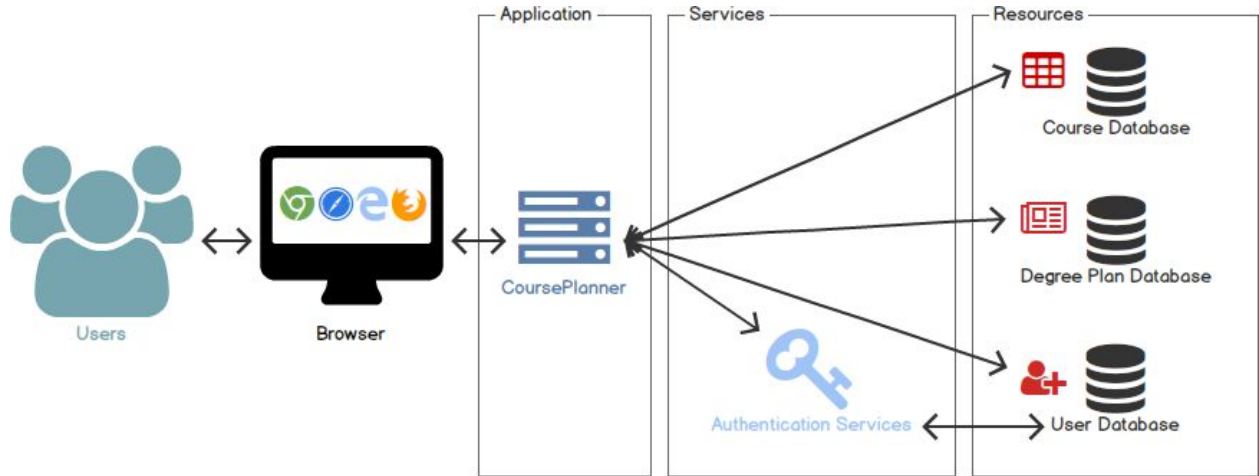 Application
Services
Resources
Course Database
CoursePlanner
Degree Plan Database
Users
Browser
Authentication Services
User Database